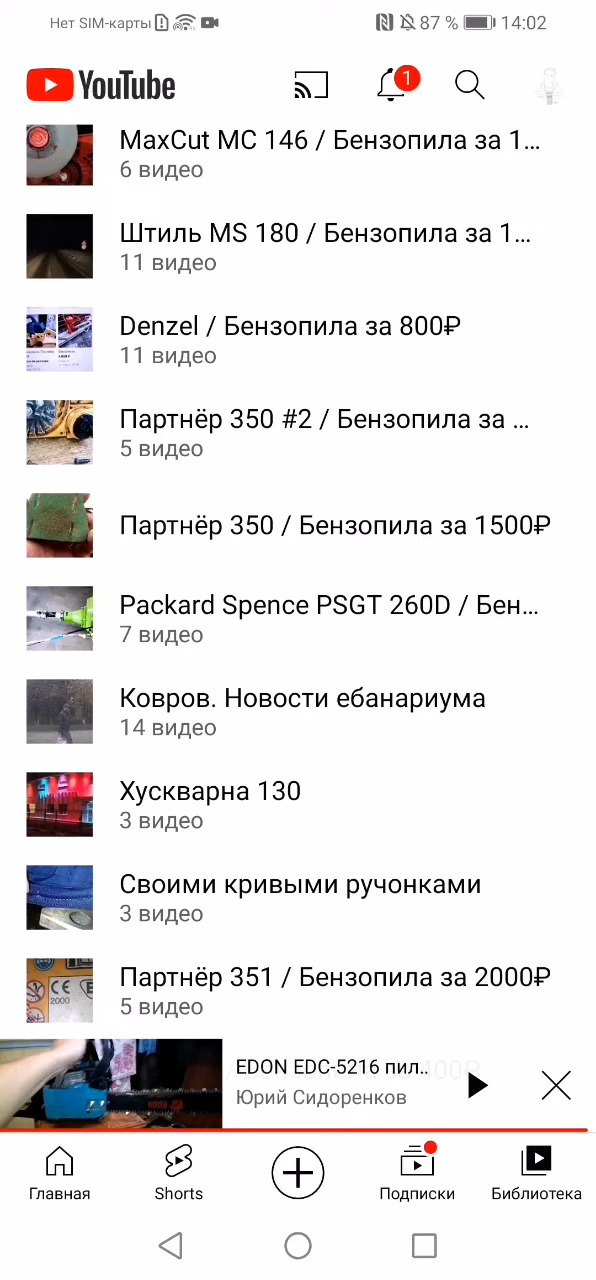 Нет SIM-карты 87 % 14:02
YouTube 1
MaxCut MC 146 / Бензопила за 1...
6 видео
Штиль MS 180 / Бензопила за 1...
11 видео
Denzel / Бензопила за 800₽
11 видео
Партнёр 350 #2 / Бензопила за ...
5 видео
Партнёр 350 / Бензопила за 1500₽
Packard Spence PSGT 260D / Бен...
7 видео
Ковров. Новости ебанариума
14 видео
Хускварна 130
3 видео
Своими кривыми ручонками
3 видео
Партнёр 351 / Бензопила за 2000₽
5 видео
CE
2000
EDON EDC-5216 пил..
Юрий Сидоренков
Главная Shorts Подписки Библиотека